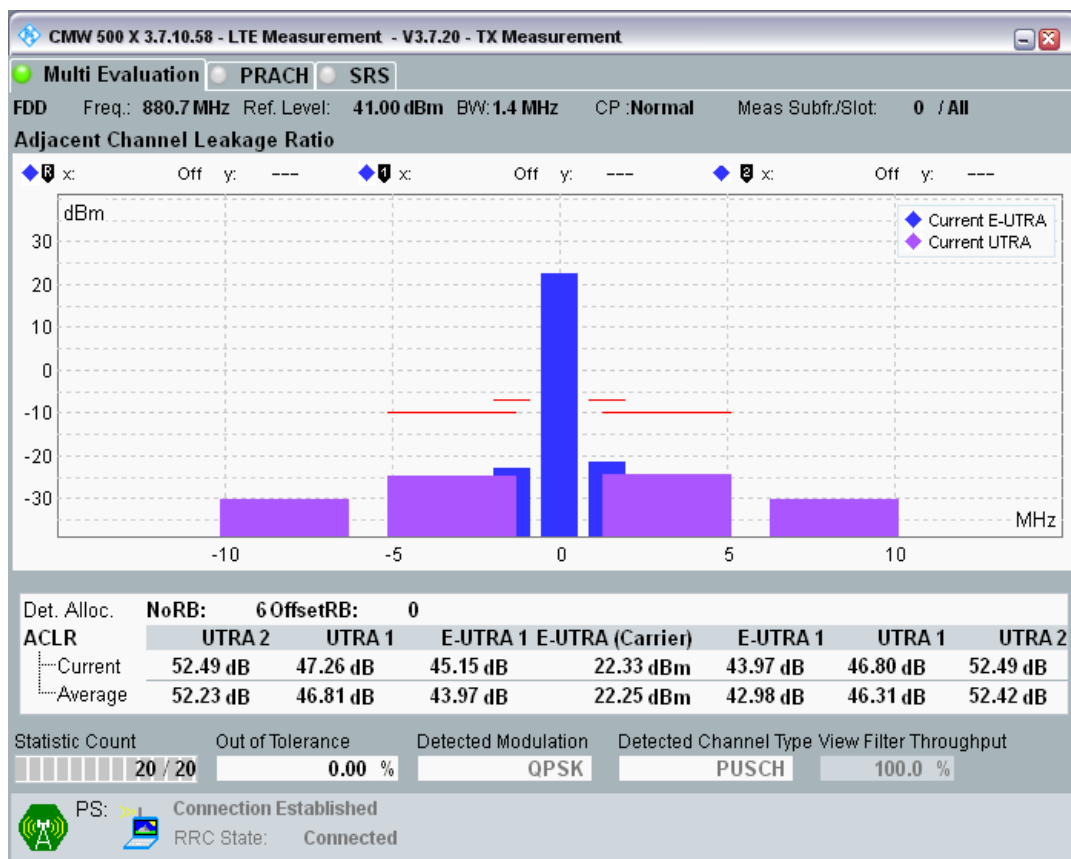 CMW 500 X 3.7.10.58 - LTE Measurement - V3.7.20 - TX Measurement
Multi Evaluation PRACH SRS
FDD Freq.: 880.7 MHz Ref. Level: 41.00 dBm BW: 1.4 MHz CP :Normal Meas Subfr./Slot: 0 / All
Adjacent Channel Leakage Ratio
R x: Off y: --- 1 x: Off y: --- 2 x: Off y: ---
dBm
Current E-UTRA
Current UTRA
30
20
10
0
-10
-20
-30
MHz
-10 -5 0 5 10
Det. Alloc. NoRB: 6 OffsetRB: 0
ACLR UTRA 2 UTRA 1 E-UTRA 1 E-UTRA (Carrier) E-UTRA 1 UTRA 1 UTRA 2
Current 52.49 dB 47.26 dB 45.15 dB 22.33 dBm 43.97 dB 46.80 dB 52.49 dB
Average 52.23 dB 46.81 dB 43.97 dB 22.25 dBm 42.98 dB 46.31 dB 52.42 dB
Statistic Count Out of Tolerance Detected Modulation Detected Channel Type View Filter Throughput
20 / 20 0.00 % QPSK PUSCH 100.0 %
PS: Connection Established
RRC State: Connected